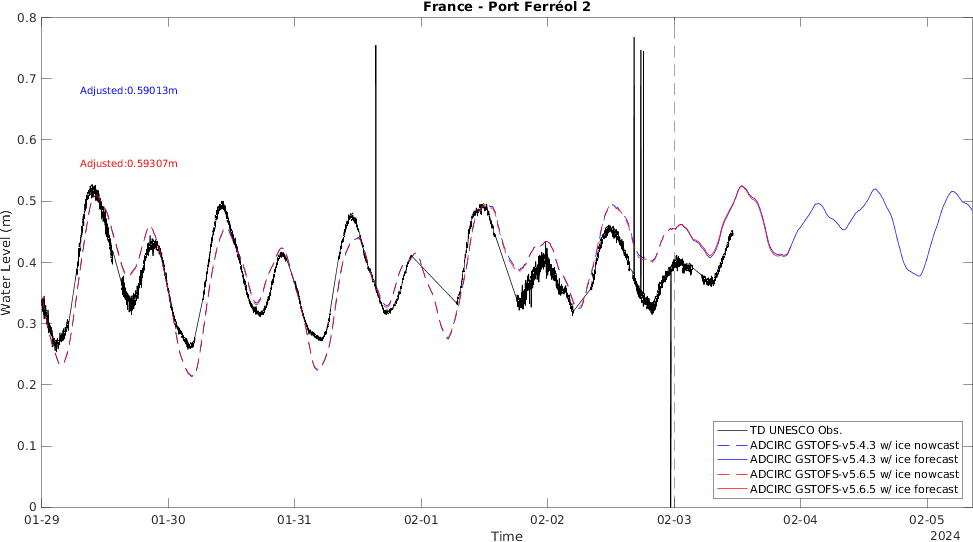 France - Port Ferréol 2
0.8
0.7
0.6
0.5
0.4
0.3
0.2
0.1
0
Water Level (m)
Adjusted:0.59013m
Adjusted:0.59307m
TD UNESCO Obs.
ADCIRC GSTOFS-v5.4.3 w/ ice nowcast
ADCIRC GSTOFS-v5.4.3 w/ ice forecast
ADCIRC GSTOFS-v5.6.5 w/ ice nowcast
ADCIRC GSTOFS-v5.6.5 w/ ice forecast
01-29 01-30 01-31 02-01 02-02 02-03 02-04 02-05
Time
2024